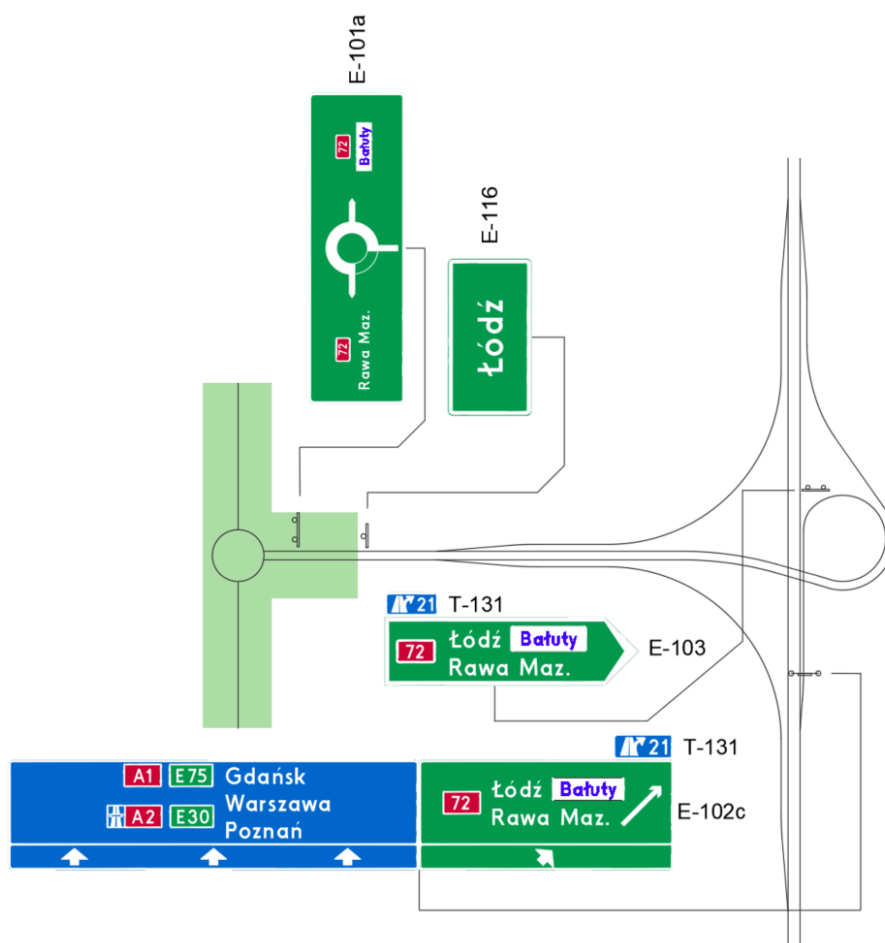 E-101a
72
Bałuty
72
Rawa Maz.
E-116
Łódź
21 T-131
72 Łódź Bałuty
Rawa Maz.
E-103
21 T-131
A1 E75 Gdańsk
Warszawa
A2 E30
Poznań
72 Łódź Bałuty
Rawa Maz.
E-102c